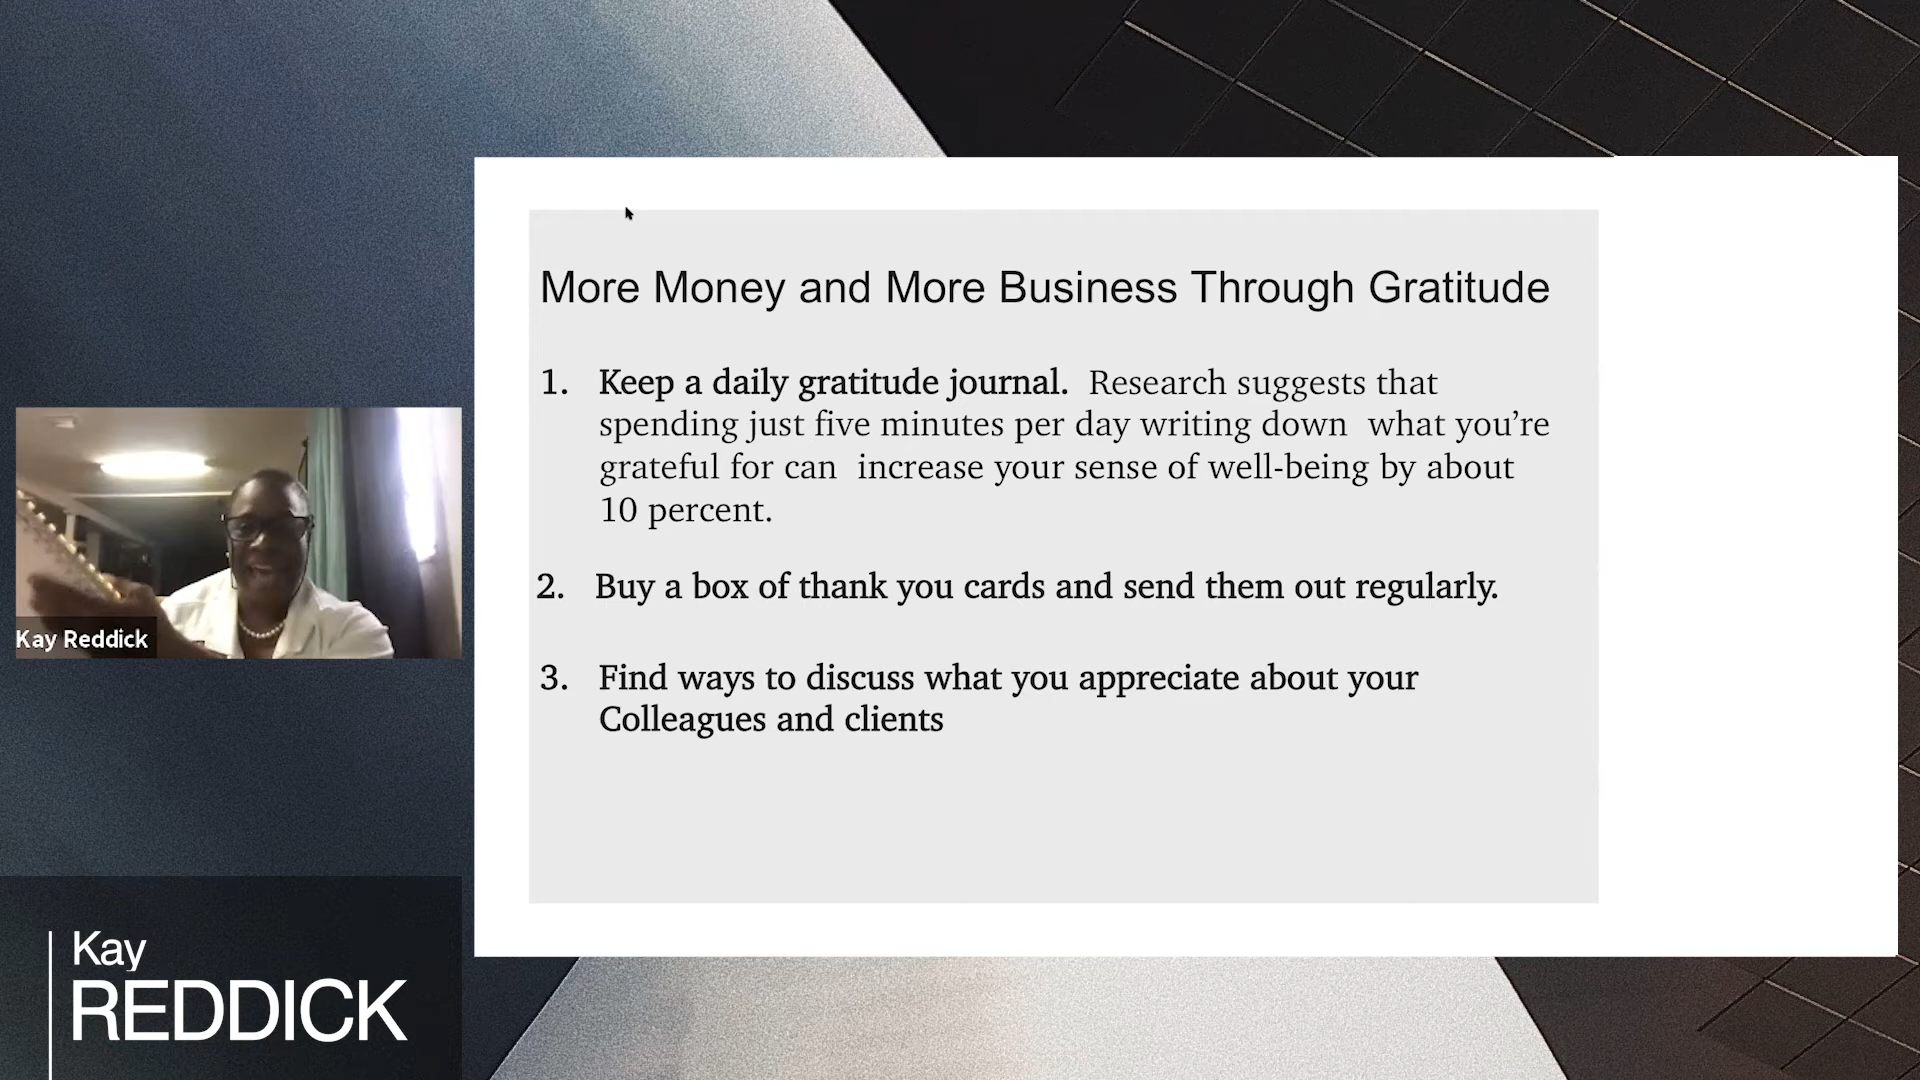 More Money and More Business Through Gratitude
1. Keep a daily gratitude journal. Research suggests that
spending just five minutes per day writing down what you’re
grateful for can increase your sense of well-being by about
10 percent.
2. Buy a box of thank you cards and send them out regularly.
3. Find ways to discuss what you appreciate about your
Colleagues and clients
Kay Reddick
Kay
REDDICK